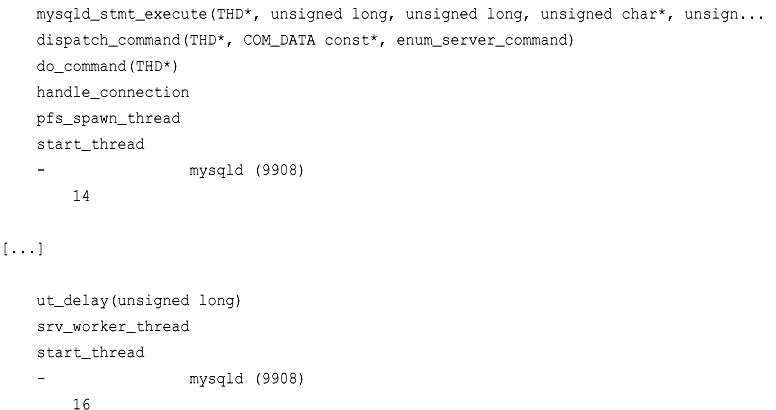 mysqld_stmt_execute(THD*, unsigned long, unsigned long, unsigned char*, unsign...
dispatch_command(THD*, COM_DATA const*, enum_server_command)
do_command(THD*)
handle_connection
pfs_spawn_thread
start_thread
-                mysqld (9908)
14
[...]
ut_delay(unsigned long)
srv_worker_thread
start_thread
-                mysqld (9908)
16